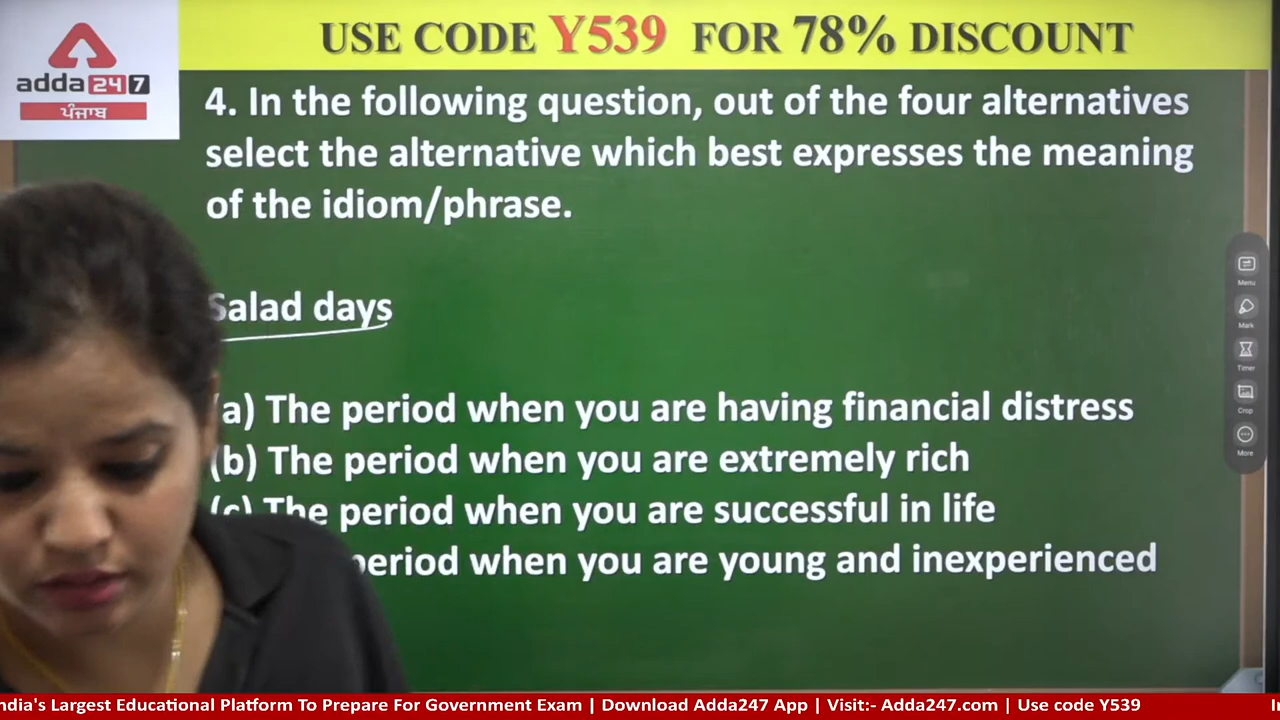 USE CODE Y539 FOR 78% DISCOUNT
adda 247
ਪੰਜਾਬ
4. In the following question, out of the four alternatives
select the alternative which best expresses the meaning
of the idiom/phrase.
Salad days
(a) The period when you are having financial distress
(b) The period when you are extremely rich
(c) The period when you are successful in life
period when you are young and inexperienced
Menu
Mark
Timer
Crop
More
India's Largest Educational Platform To Prepare For Government Exam | Download Adda247 App | Visit:- Adda247.com | Use code Y539